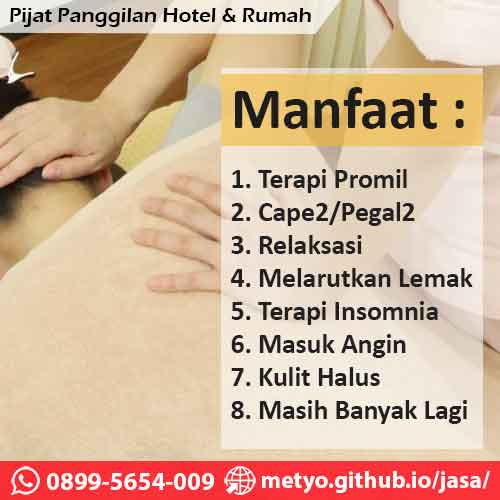 Pijat Panggilan Hotel & Rumah
Manfaat :
1. Terapi Promil
2. Cape2/Pegal2
3. Relaksasi
4. Melarutkan Lemak
5. Terapi Insomnia
6. Masuk Angin
7. Kulit Halus
8. Masih Banyak Lagi
0899-5654-009 metyo.github.io/jasa/